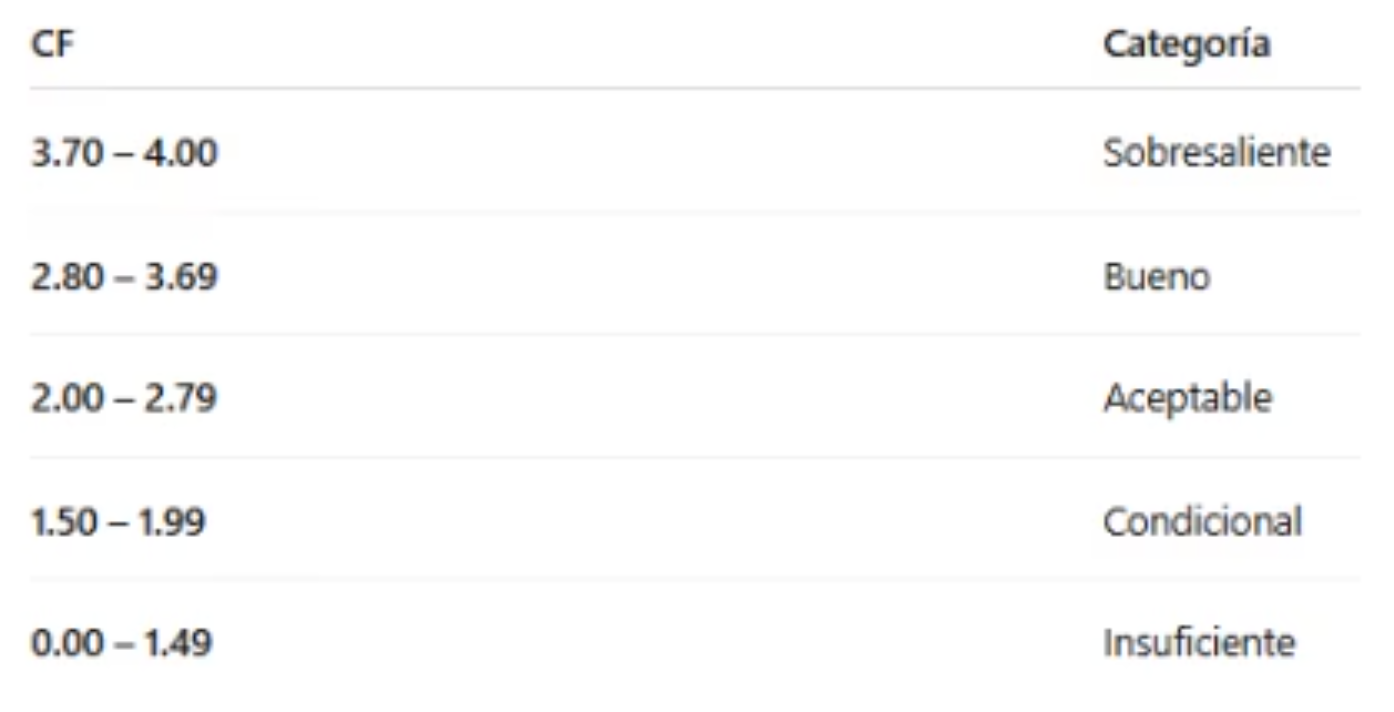 CF Categoría
3.70 – 4.00 Sobresaliente
2.80 – 3.69 Bueno
2.00 – 2.79 Aceptable
1.50 – 1.99 Condicional
0.00 – 1.49 Insuficiente